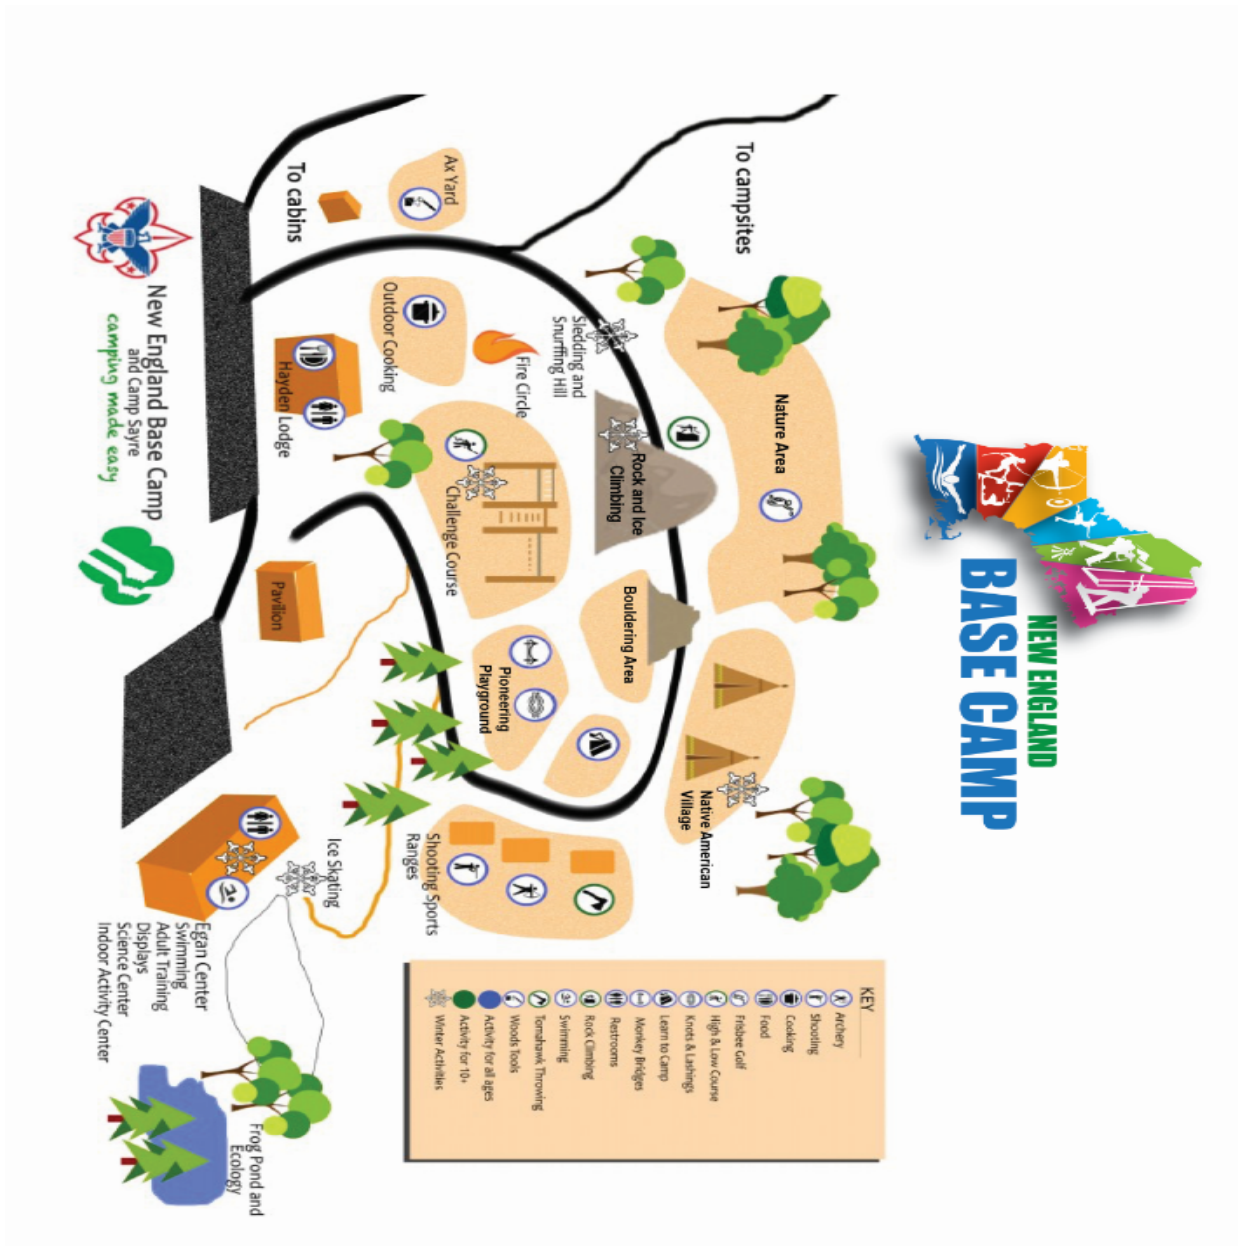 NEW ENGLAND
BASE CAMP
To campsites
Nature Area
Native American
Village
Rock and Ice
Climbing
Bouldering Area
Sledding and
Snurffing Hill
Fire Circle
Ax Yard
Outdoor Cooking
Challenge Course
Pioneering
Playground
Shooting Sports
Ranges
To cabins
Hayden Lodge
Pavilion
Ice Skating
Egan Center
Swimming
Adult Training
Displays
Science Center
Indoor Activity Center
Frog Pond and
Ecology
New England Base Camp
and Camp Sayre
camping made easy
KEY
Archery
Shooting
Cooking
Food
Frisbee Golf
High & Low Course
Knots & Lashings
Learn to Camp
Monkey Bridges
Restrooms
Rock Climbing
Swimming
Tomahawk Throwing
Woods Tools
Activity for all ages
Activity for 10+
Winter Activities